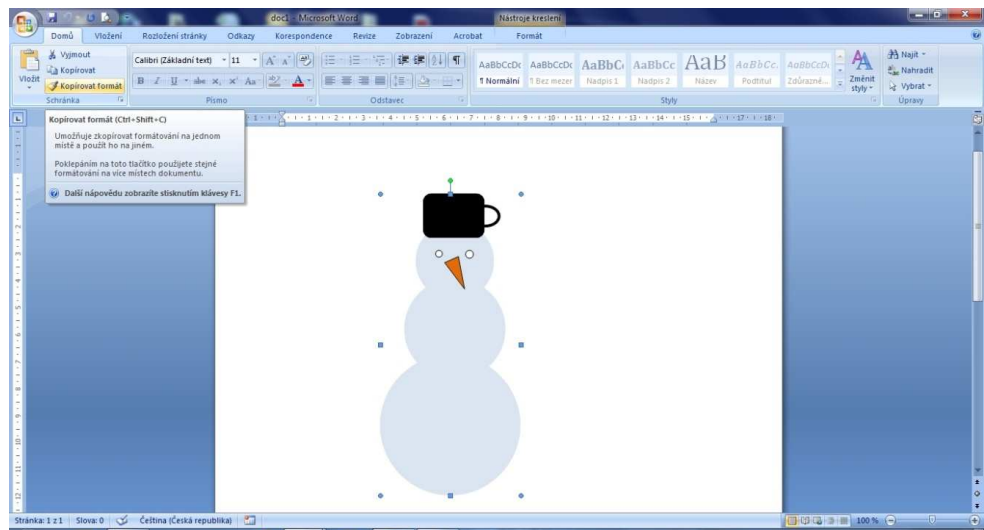 doc1 - Microsoft Word
Nástroje kreslení
Domů Vložení Rozložení stránky Odkazy Korespondence Revize Zobrazení Acrobat Formát
Vložit
Vyjmout
Kopírovat
Kopírovat formát
Schránka
Calibri (Základní text) 11
Písmo
Odstavec
AaBbCcDc AaBbCcDc AaBbC AaBbCc AaB AaBbCc. AaBbCcDc
¶ Normální ¶ Bez mezer Nadpis 1 Nadpis 2 Název Podtitul Zdůrazně...
Změnit styly
Styly
Najít
Nahradit
Vybrat
Úpravy
Kopírovat formát (Ctrl+Shift+C)
Umožňuje zkopírovat formátování na jednom
místě a použít ho na jiném.
Poklepáním na toto tlačítko použijete stejné
formátování na více místech dokumentu.
Další nápovědu zobrazíte stisknutím klávesy F1.
Stránka: 1 z 1 Slova: 0 Čeština (Česká republika) 100 %